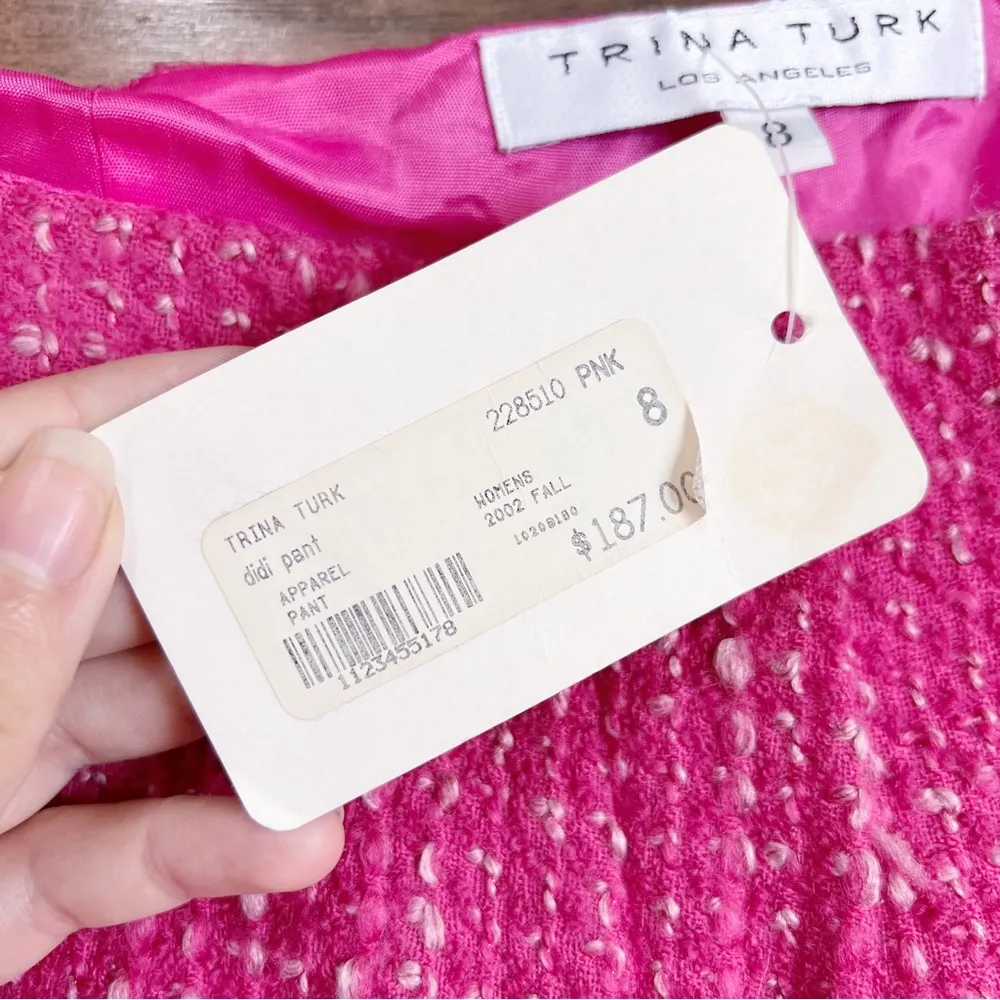 TRINA TURK
LOS ANGELES
8
228510 PNK
8
TRINA TURK
didi pant
APPAREL
PANT
WOMENS
2002 FALL
$187.00
1123455178